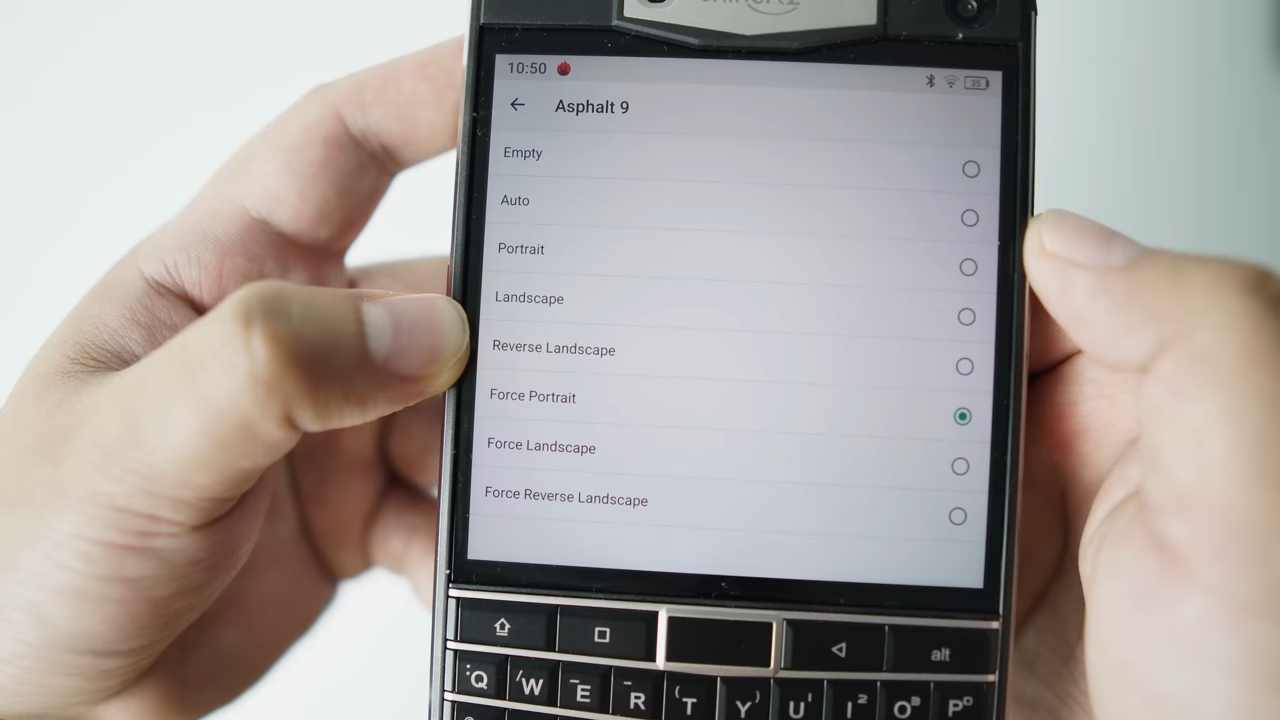 10:50
35
Asphalt 9
Empty
Auto
Portrait
Landscape
Reverse Landscape
Force Portrait
Force Landscape
Force Reverse Landscape
alt
Q W E R T Y U I O P